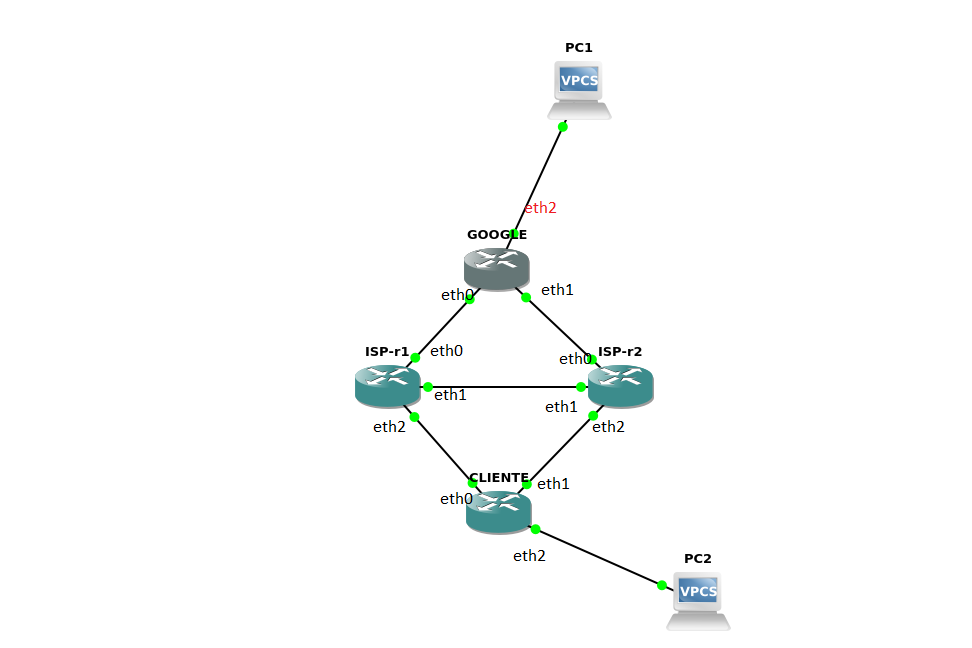 PC1
VPCS
eth2
GOOGLE
eth0
eth1
ISP-r1
eth0
eth0
ISP-r2
eth1
eth1
eth2
eth2
CLIENTE
eth0
eth1
eth2
PC2
VPCS